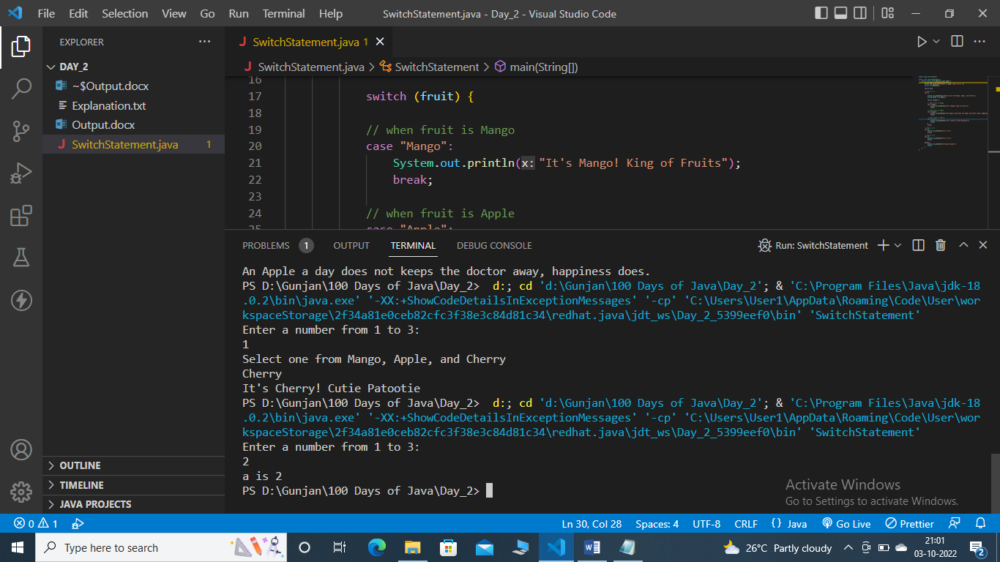 File Edit Selection View Go Run Terminal Help SwitchStatement.java - Day_2 - Visual Studio Code
EXPLORER
DAY_2
~$Output.docx
Explanation.txt
Output.docx
SwitchStatement.java 1
OUTLINE
TIMELINE
JAVA PROJECTS
J SwitchStatement.java 1
J SwitchStatement.java > SwitchStatement > main(String[])
16
17 switch (fruit) {
18
19 // when fruit is Mango
20 case "Mango":
21 System.out.println(x: "It's Mango! King of Fruits");
22 break;
23
24 // when fruit is Apple
25 case "Apple":
PROBLEMS 1 OUTPUT TERMINAL DEBUG CONSOLE Run: SwitchStatement
An Apple a day does not keeps the doctor away, happiness does.
PS D:\Gunjan\100 Days of Java\Day_2>  d:; cd 'd:\Gunjan\100 Days of Java\Day_2'; & 'C:\Program Files\Java\jdk-18
.0.2\bin\java.exe' '-XX:+ShowCodeDetailsInExceptionMessages' '-cp' 'C:\Users\User1\AppData\Roaming\Code\User\wor
kspaceStorage\2f34a81e0ceb82cfc3f38e3c84d81c34\redhat.java\jdt_ws\Day_2_5399eef0\bin' 'SwitchStatement'
Enter a number from 1 to 3:
1
Select one from Mango, Apple, and Cherry
Cherry
It's Cherry! Cutie Patootie
PS D:\Gunjan\100 Days of Java\Day_2>  d:; cd 'd:\Gunjan\100 Days of Java\Day_2'; & 'C:\Program Files\Java\jdk-18
.0.2\bin\java.exe' '-XX:+ShowCodeDetailsInExceptionMessages' '-cp' 'C:\Users\User1\AppData\Roaming\Code\User\wor
kspaceStorage\2f34a81e0ceb82cfc3f38e3c84d81c34\redhat.java\jdt_ws\Day_2_5399eef0\bin' 'SwitchStatement'
Enter a number from 1 to 3:
2
a is 2
PS D:\Gunjan\100 Days of Java\Day_2>
Activate Windows
Go to Settings to activate Windows.
0 1 Ln 30, Col 28 Spaces: 4 UTF-8 CRLF {} Java Go Live Prettier
Type here to search 26°C Partly cloudy 21:01
03-10-2022 2